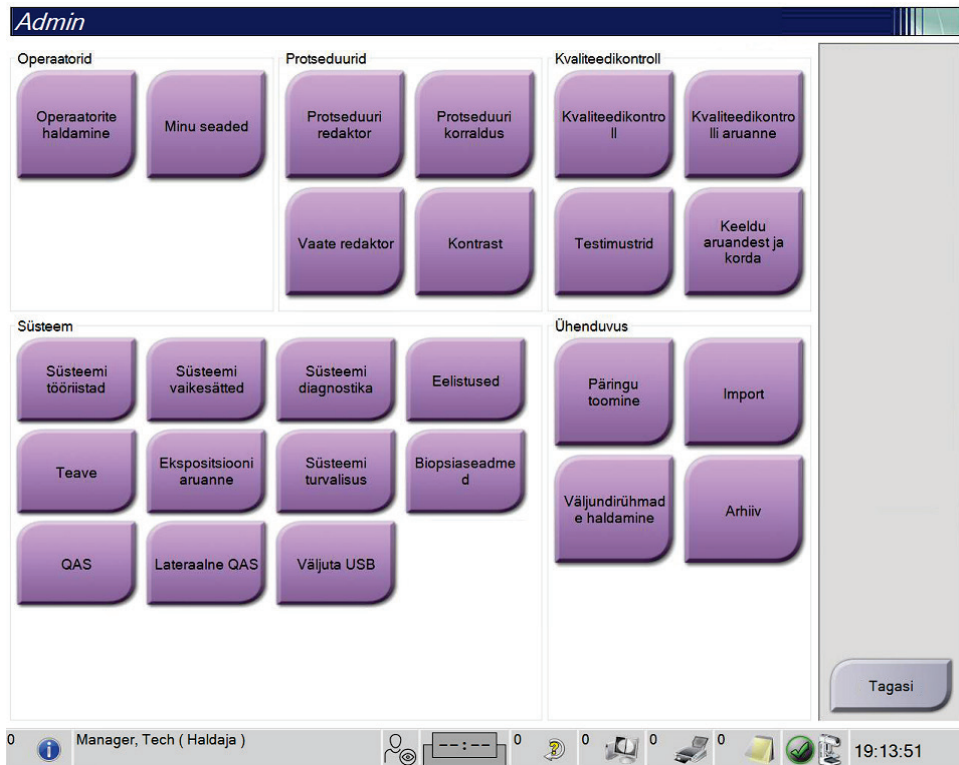 Admin
Operaatorid
Operaatorite
haldamine
Minu seaded
Protseduurid
Protseduuri
redaktor
Protseduuri
korraldus
Vaate redaktor
Kontrast
Kvaliteedikontroll
Kvaliteedikontro
ll
Kvaliteedikontro
lli aruanne
Testimustrid
Keeldu
aruandest ja
korda
Süsteem
Süsteemi
tööriistad
Süsteemi
vaikesätted
Süsteemi
diagnostika
Eelistused
Teave
Ekspositsiooni
aruanne
Süsteemi
turvalisus
Biopsiaseadme
d
QAS
Lateraalne QAS
Väljuta USB
Ühenduvus
Päringu
toomine
Import
Väljundirühmad
e haldamine
Arhiiv
Tagasi
0
Manager, Tech ( Haldaja )
--:--
0
0
0
0
19:13:51